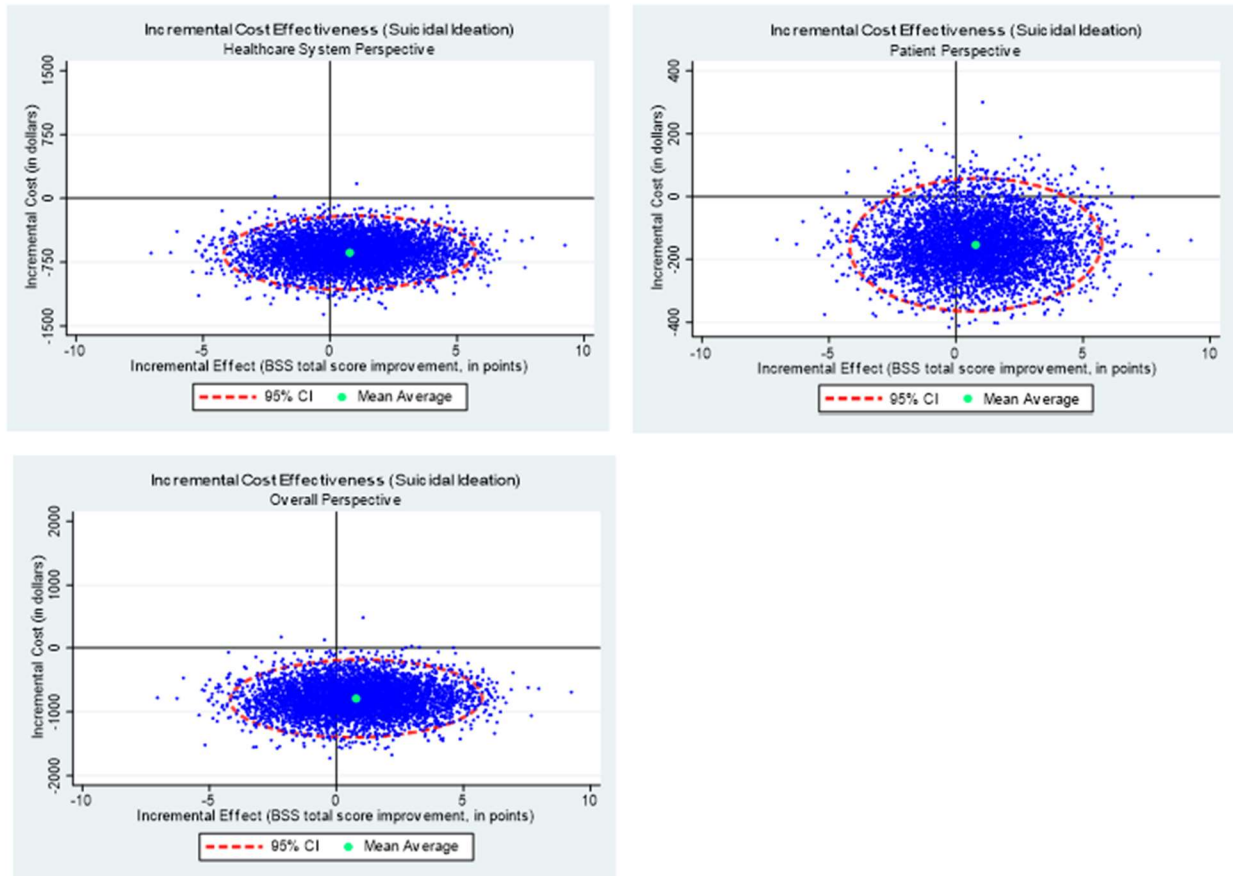 Incremental Cost Effectiveness (Suicidal Ideation)
Healthcare System Perspective
Incremental Cost (in dollars)
1500
750
0
-750
-1500
-10
-5
0
5
10
Incremental Effect (BSS total score improvement, in points)
95% CI
Mean Average
Incremental Cost Effectiveness (Suicidal Ideation)
Patient Perspective
Incremental Cost (in dollars)
400
200
0
-200
-400
-10
-5
0
5
10
Incremental Effect (BSS total score improvement, in points)
95% CI
Mean Average
Incremental Cost Effectiveness (Suicidal Ideation)
Overall Perspective
Incremental Cost (in dollars)
2000
1000
0
-1000
-2000
-10
-5
0
5
10
Incremental Effect (BSS total score improvement, in points)
95% CI
Mean Average